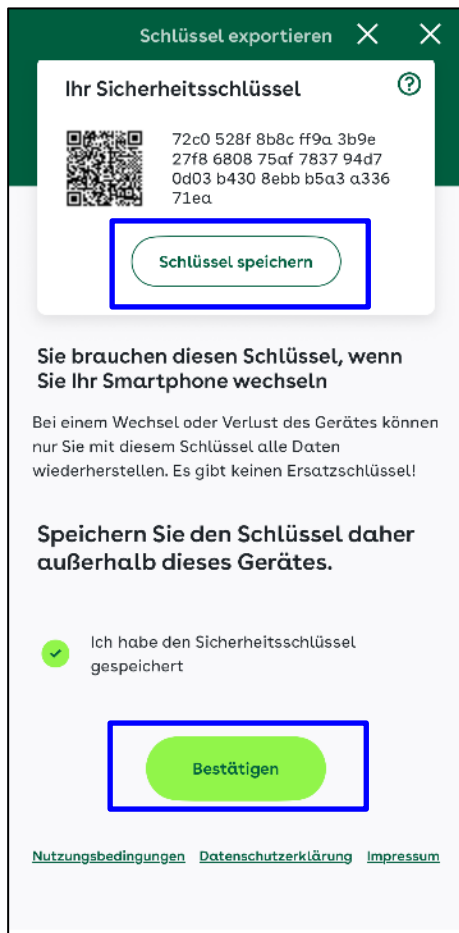 Schlüssel exportieren
Ihr Sicherheitsschlüssel
72c0 528f 8b8c ff9a 3b9e
27f8 6808 75af 7837 94d7
0d03 b430 8ebb b5a3 a336
71ea
Schlüssel speichern
Sie brauchen diesen Schlüssel, wenn
Sie Ihr Smartphone wechseln
Bei einem Wechsel oder Verlust des Gerätes können
nur Sie mit diesem Schlüssel alle Daten
wiederherstellen. Es gibt keinen Ersatzschlüssel!
Speichern Sie den Schlüssel daher
außerhalb dieses Gerätes.
Ich habe den Sicherheitsschlüssel
gespeichert
Bestätigen
Nutzungsbedingungen Datenschutzerklärung Impressum